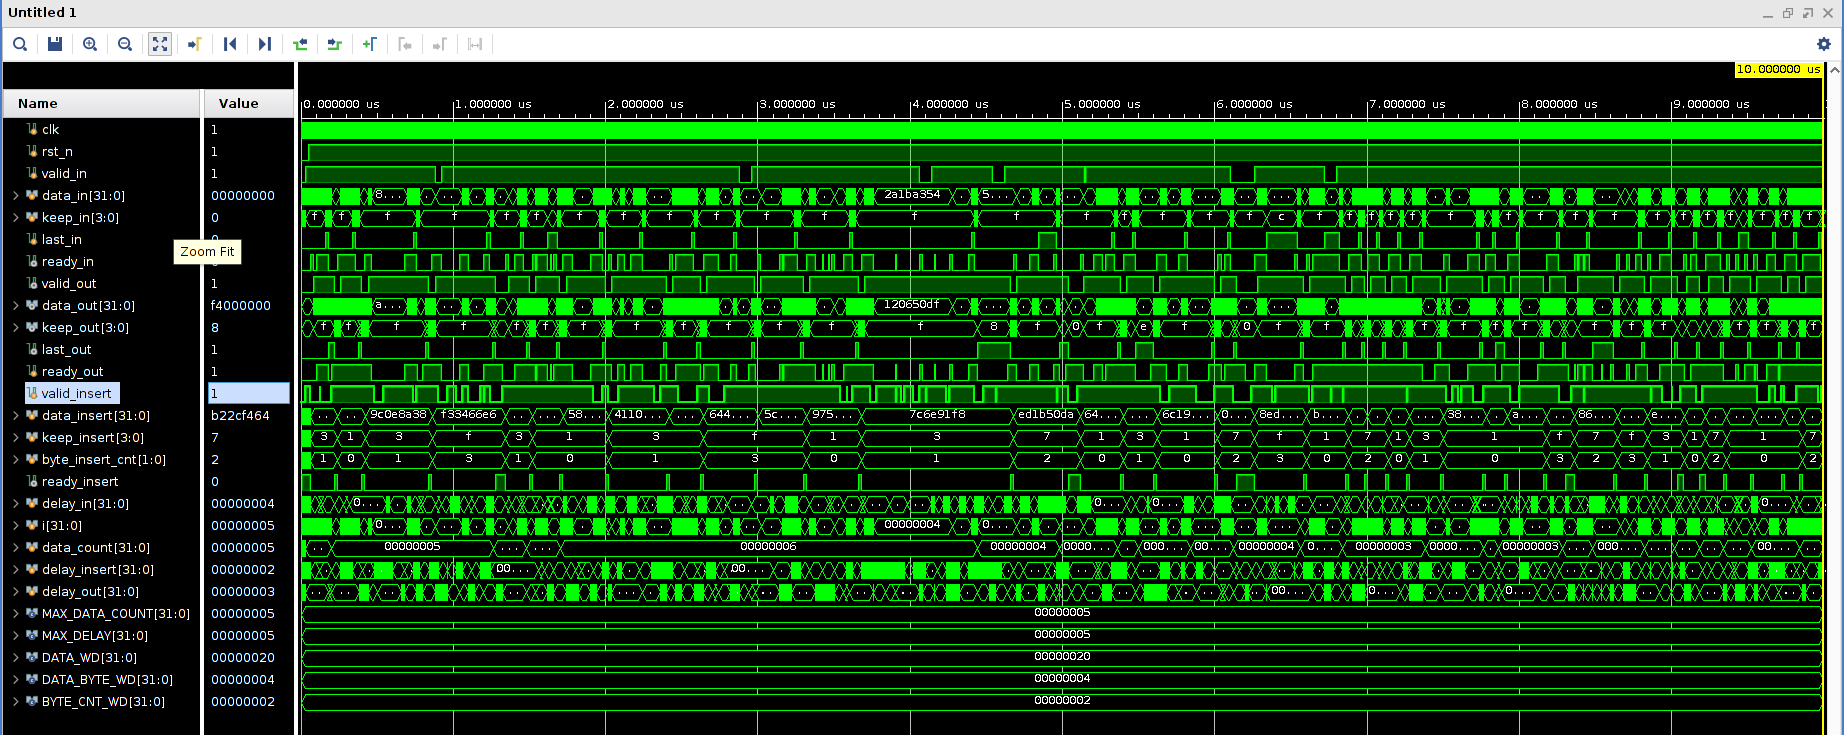 Untitled 1
10.000000 us
Name Value
0.000000 us 1.000000 us 2.000000 us 3.000000 us 4.000000 us 5.000000 us 6.000000 us 7.000000 us 8.000000 us 9.000000 us
clk 1
rst_n 1
valid_in 1
data_in[31:0] 00000000 8... 2a1ba354 5...
keep_in[3:0] 0 f f f f f f f f f f f f f f f f f f f c f f f f f f f f f f f f f
last_in 0
Zoom Fit
ready_in
valid_out 1
data_out[31:0] f4000000 a... 120650df
keep_out[3:0] 8 f f f f f f f f f f f 8 f 0 f e f 0 f f f f f f f f f f f
last_out 1
ready_out 1
valid_insert 1
data_insert[31:0] b22cf464 9c0e8a38 f33466e6 58... 4110... 644... 5c... 975... 7c6e91f8 ed1b50da 64... 6c19... 0... 8ed... b... 38... a... 86... e...
keep_insert[3:0] 7 3 1 3 f 3 1 3 f 1 3 7 1 3 1 7 f 1 7 1 3 1 f 7 f 3 1 7 1 7
byte_insert_cnt[1:0] 2 1 0 1 3 1 0 1 3 0 1 2 0 1 0 2 3 0 2 0 1 0 3 2 3 1 0 2 0 2
ready_insert 0
delay_in[31:0] 00000004 0... 0... 0... 0...
i[31:0] 00000005 0... 00000004 0...
data_count[31:0] 00000005 00000005 00000006 00000004 0000... 000... 00... 00000004 0... 00000003 0000... 00000003 000... 00...
delay_insert[31:0] 00000002 00... 00...
delay_out[31:0] 00000003 00... 0... 0...
MAX_DATA_COUNT[31:0] 00000005 00000005
MAX_DELAY[31:0] 00000005 00000005
DATA_WD[31:0] 00000020 00000020
DATA_BYTE_WD[31:0] 00000004 00000004
BYTE_CNT_WD[31:0] 00000002 00000002